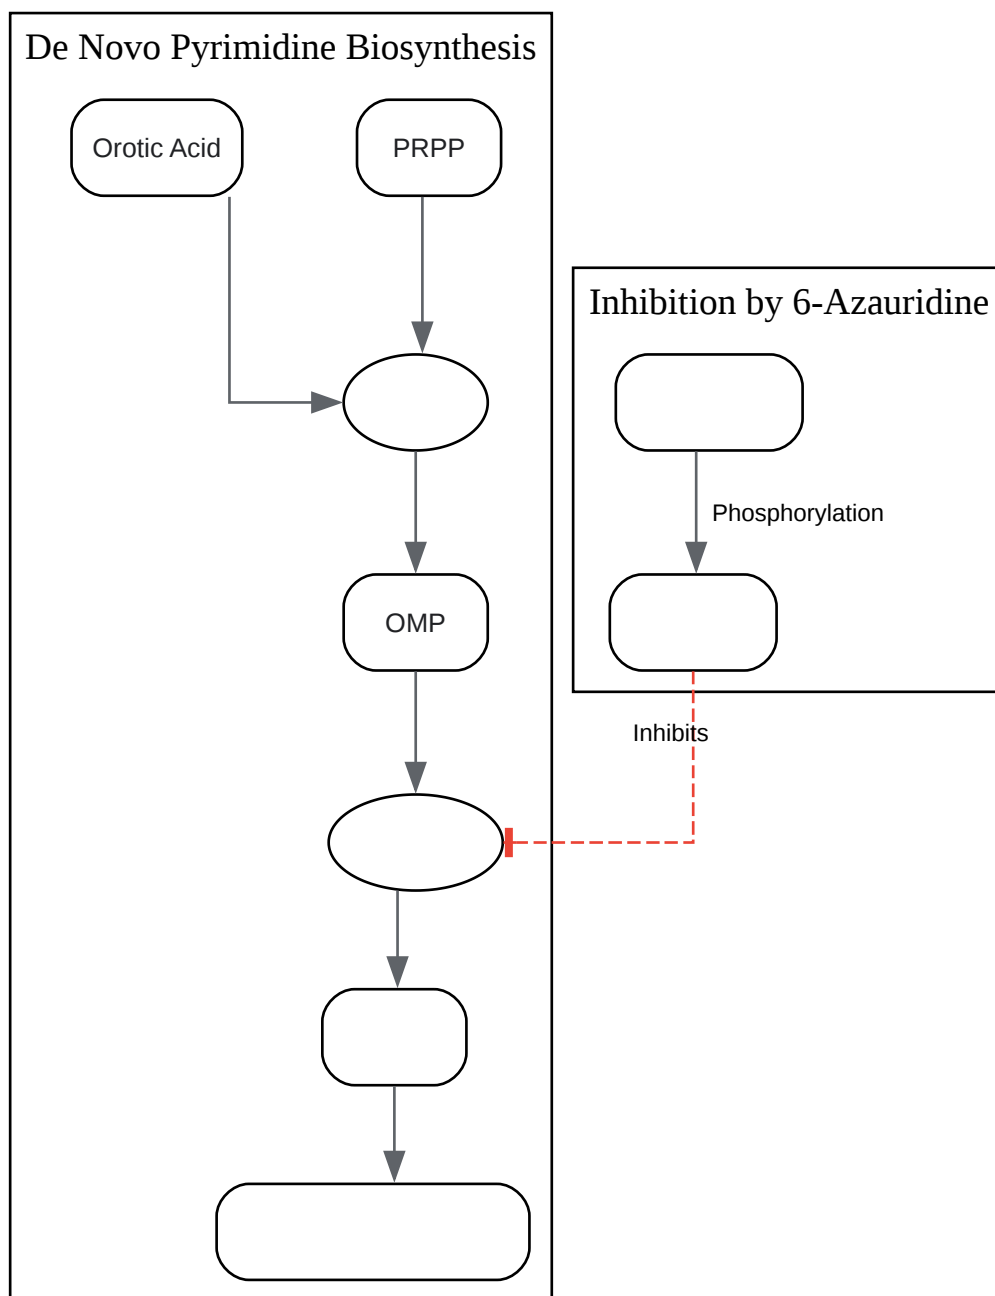 De Novo Pyrimidine Biosynthesis
Orotic Acid
PRPP
Inhibition by 6-Azauridine
Phosphorylation
OMP
Inhibits